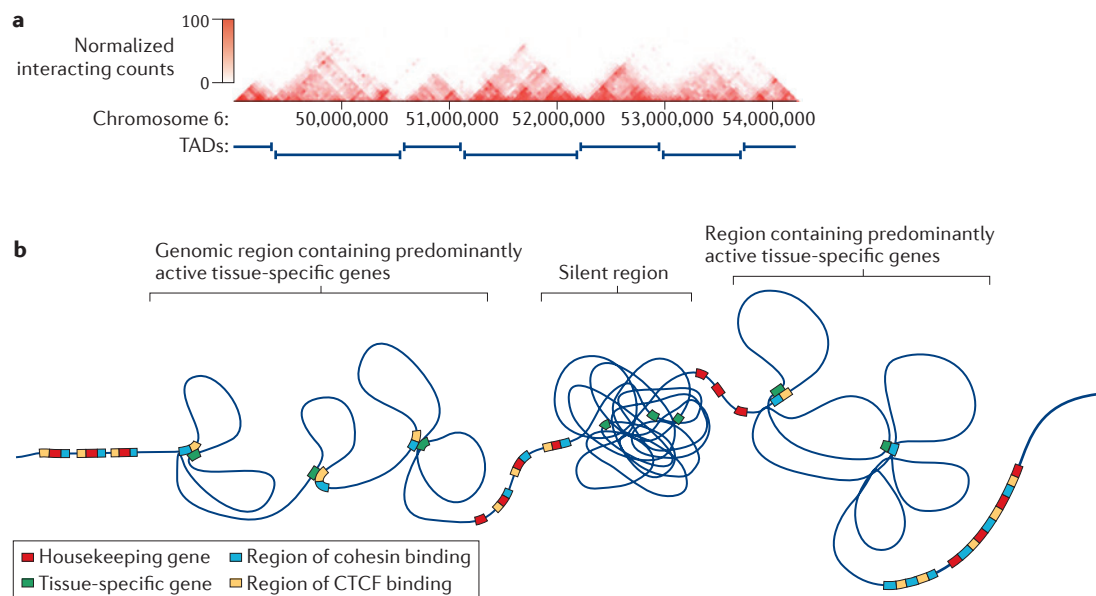 a
100
Normalized
interacting counts
0
Chromosome 6:
50,000,000 51,000,000 52,000,000 53,000,000 54,000,000
TADs:
b
Genomic region containing predominantly
active tissue-specific genes
Silent region
Region containing predominantly
active tissue-specific genes
Housekeeping gene
Region of cohesin binding
Tissue-specific gene
Region of CTCF binding